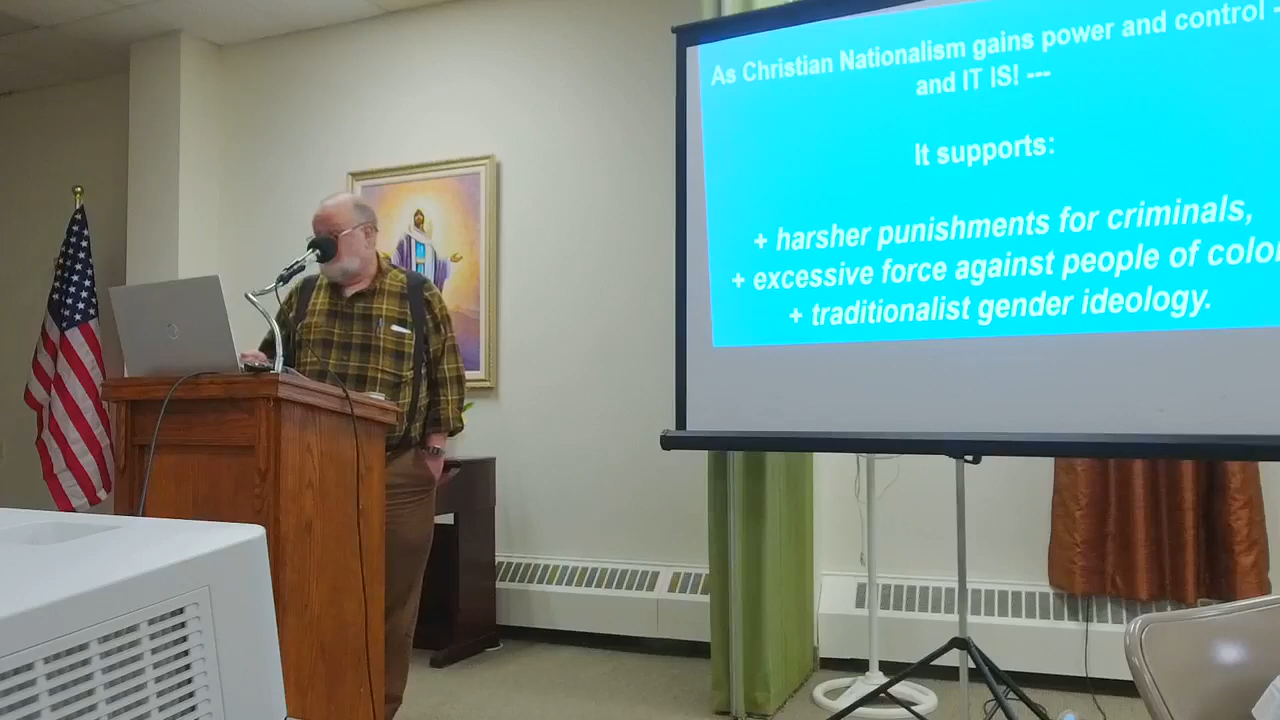 As Christian Nationalism gains power and control -
and IT IS! ---
It supports:
+ harsher punishments for criminals,
+ excessive force against people of colo
+ traditionalist gender ideology.